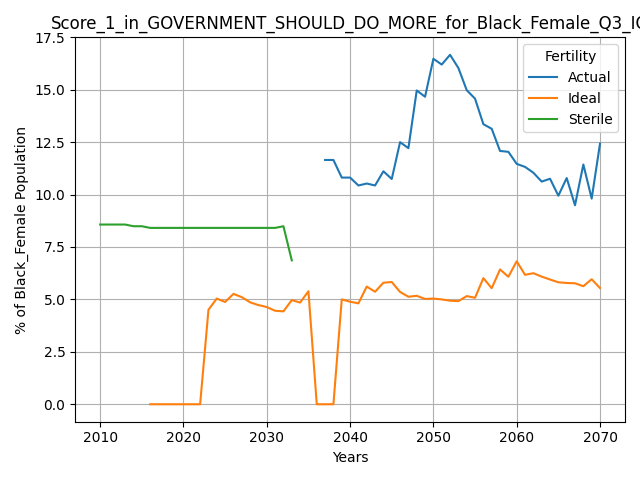 Score_1_in_GOVERNMENT_SHOULD_DO_MORE_for_Black_Female_Q3_IQ
17.5
15.0
12.5
10.0
7.5
5.0
2.5
0.0
% of Black_Female Population
2010
2020
2030
2040
2050
2060
2070
Years
Fertility
Actual
Ideal
Sterile